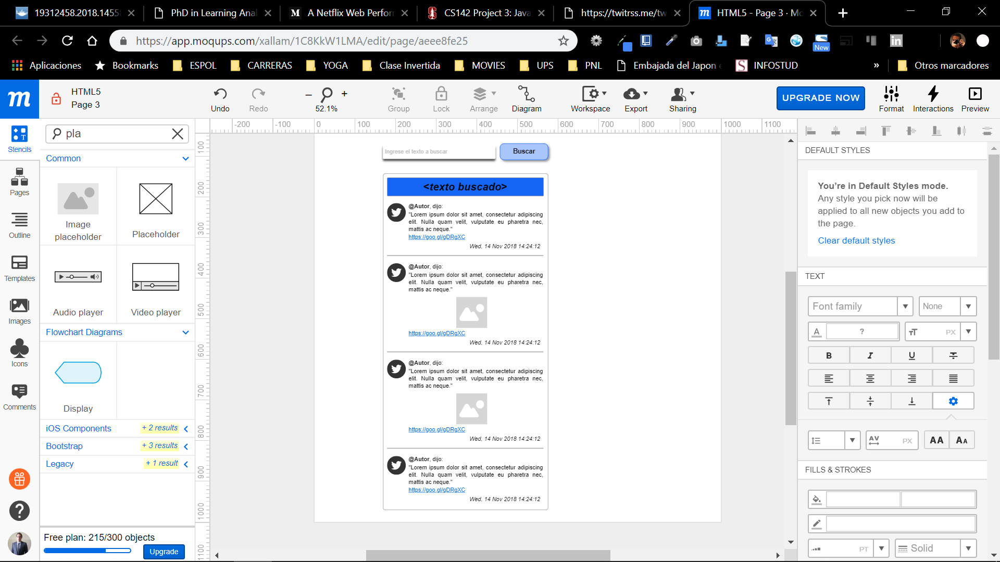 19312458.2018.1455
PhD in Learning Anal
M A Netflix Web Perfor
CS142 Project 3: Java
https://twitrss.me/tw
m HTML5 - Page 3 · Mo
https://app.moqups.com/xallam/1C8KkW1LMA/edit/page/aeee8fe25
New
in
Aplicaciones
Bookmarks
ESPOL
CARRERAS
YOGA
Clase Invertida
MOVIES
UPS
PNL
Embajada del Japon e
S INFOSTUD
»
Otros marcadores
m
HTML5
Page 3
Undo
Redo
52.1%
Group
Lock
Arrange
Diagram
Workspace
Export
Sharing
UPGRADE NOW
Format
Interactions
Preview
Stencils
Pages
Outline
Templates
Images
Icons
Comments
pla
Common
Image
placeholder
Placeholder
Audio player
Video player
Flowchart Diagrams
Display
iOS Components
+ 2 results
Bootstrap
+ 3 results
Legacy
+ 1 result
Free plan: 215/300 objects
Upgrade
-200 -100 0 100 200 300 400 500 600 700 800 900 1000 1100
100
200
300
400
500
600
700
800
900
1000
1100
Ingrese el texto a buscar
Buscar
<texto buscado>
@Autor, dijo:
"Lorem ipsum dolor sit amet, consectetur adipiscing
elit. Nulla quam velit, vulputate eu pharetra nec,
mattis ac neque."
https://goo.gl/gDRgXC
Wed, 14 Nov 2018 14:24:12
@Autor, dijo:
"Lorem ipsum dolor sit amet, consectetur adipiscing
elit. Nulla quam velit, vulputate eu pharetra nec,
mattis ac neque."
https://goo.gl/gDRgXC
Wed, 14 Nov 2018 14:24:12
@Autor, dijo:
"Lorem ipsum dolor sit amet, consectetur adipiscing
elit. Nulla quam velit, vulputate eu pharetra nec,
mattis ac neque."
https://goo.gl/gDRgXC
Wed, 14 Nov 2018 14:24:12
@Autor, dijo:
"Lorem ipsum dolor sit amet, consectetur adipiscing
elit. Nulla quam velit, vulputate eu pharetra nec,
mattis ac neque."
https://goo.gl/gDRgXC
Wed, 14 Nov 2018 14:24:12
DEFAULT STYLES
You're in Default Styles mode.
Any style you pick now will be
applied to all new objects you add to
the page.
Clear default styles
TEXT
Font family
None
A ?
TT PX
B I U
AV PX
AA AA
FILLS & STROKES
PT
Solid